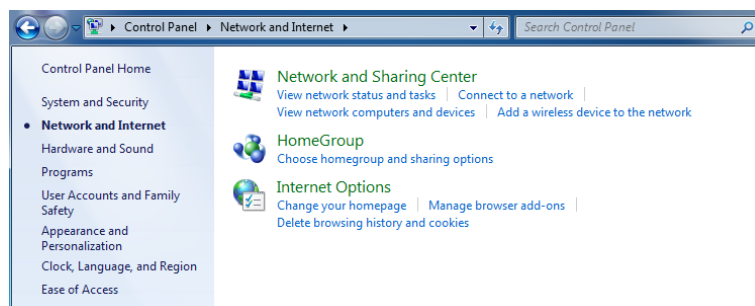 Control Panel Network and Internet Search Control Panel
Control Panel Home
System and Security
Network and Internet
Hardware and Sound
Programs
User Accounts and Family
Safety
Appearance and
Personalization
Clock, Language, and Region
Ease of Access
Network and Sharing Center
View network status and tasks Connect to a network
View network computers and devices Add a wireless device to the network
HomeGroup
Choose homegroup and sharing options
Internet Options
Change your homepage Manage browser add-ons
Delete browsing history and cookies